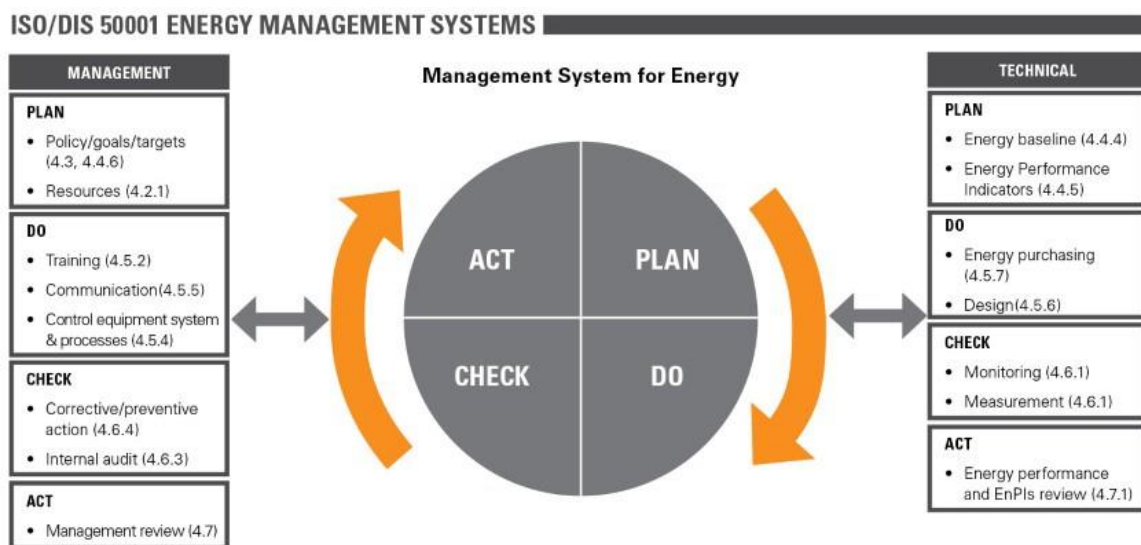 ISO/DIS 50001 ENERGY MANAGEMENT SYSTEMS
MANAGEMENT
PLAN
• Policy/goals/targets
(4.3, 4.4.6)
• Resources (4.2.1)
DO
• Training (4.5.2)
• Communication(4.5.5)
• Control equipment system
& processes (4.5.4)
CHECK
• Corrective/preventive
action (4.6.4)
• Internal audit (4.6.3)
ACT
• Management review (4.7)
Management System for Energy
ACT
PLAN
CHECK
DO
TECHNICAL
PLAN
• Energy baseline (4.4.4)
• Energy Performance
Indicators (4.4.5)
DO
• Energy purchasing
(4.5.7)
• Design(4.5.6)
CHECK
• Monitoring (4.6.1)
• Measurement (4.6.1)
ACT
• Energy performance
and EnPIs review (4.7.1)